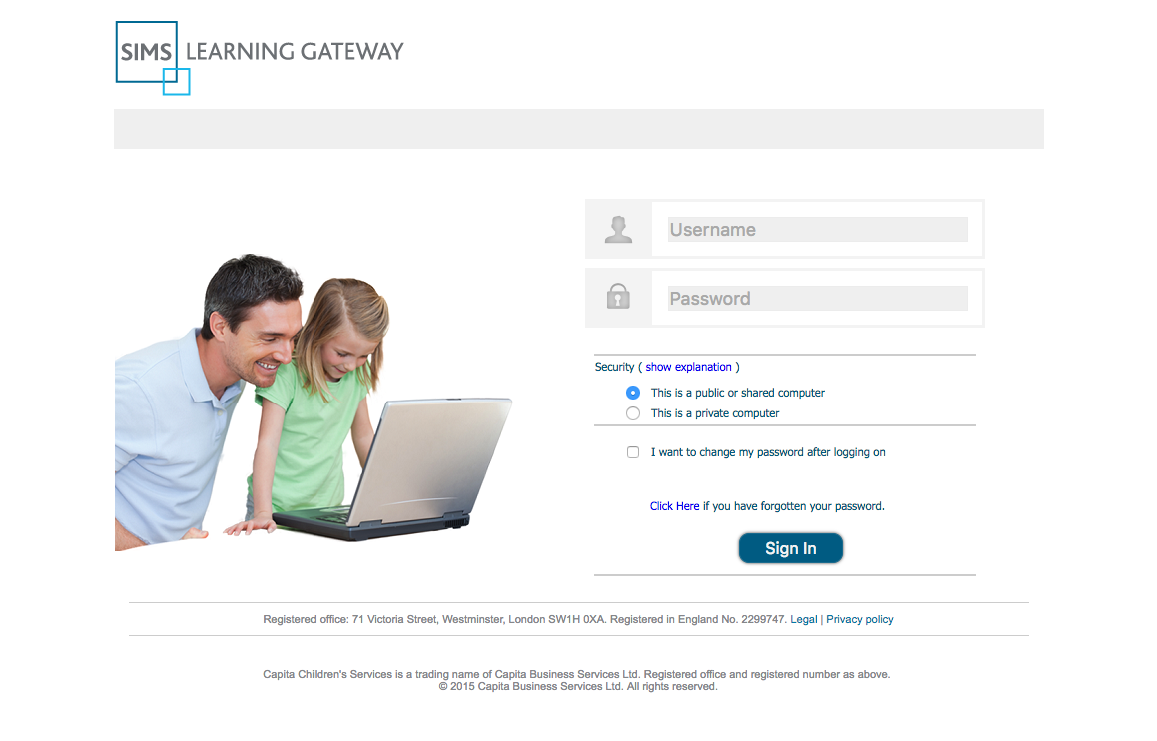 SIMS LEARNING GATEWAY
Username
Password
Security ( show explanation )
This is a public or shared computer
This is a private computer
I want to change my password after logging on
Click Here if you have forgotten your password.
Sign In
Registered office: 71 Victoria Street, Westminster, London SW1H 0XA. Registered in England No. 2299747. Legal | Privacy policy
Capita Children's Services is a trading name of Capita Business Services Ltd. Registered office and registered number as above.
© 2015 Capita Business Services Ltd. All rights reserved.